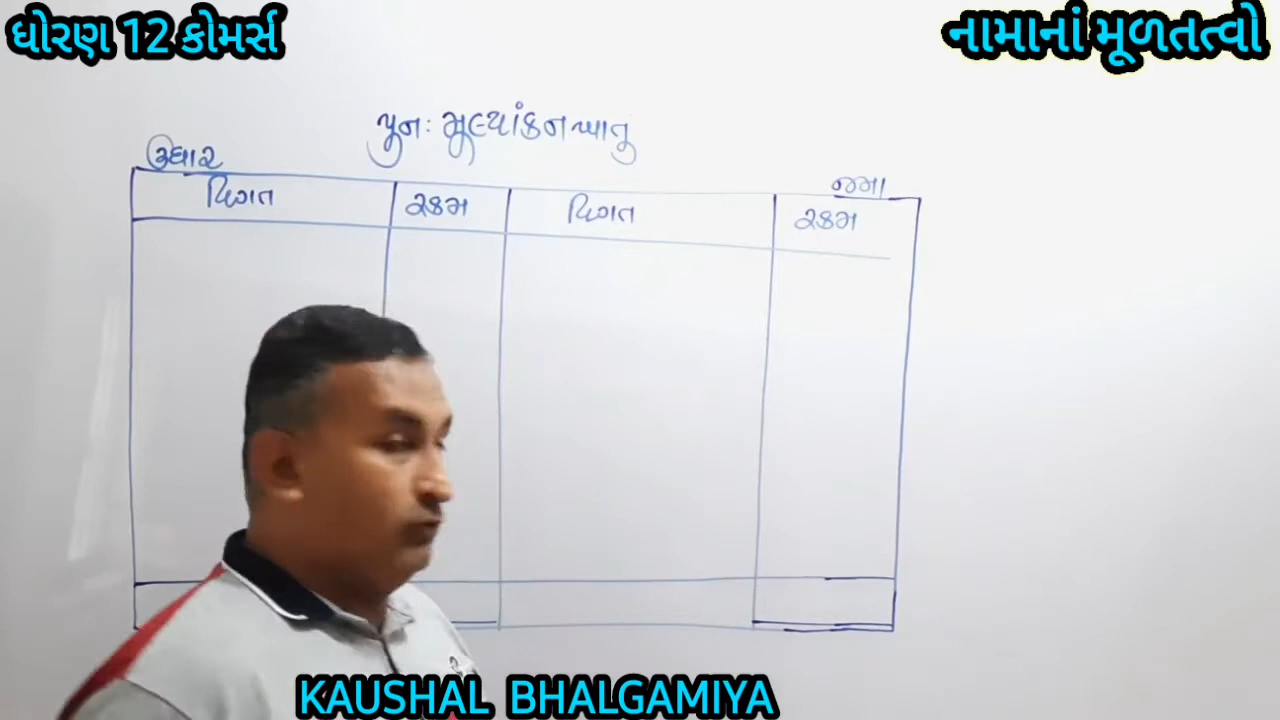 ધોરણ 12 કોમર્સ
નામાનાં મૂળતત્વો
પુનઃ મૂલ્યાંકન ખાતુ
ઉધાર
જમા
વિગત રકમ વિગત રકમ
KAUSHAL BHALGAMIYA